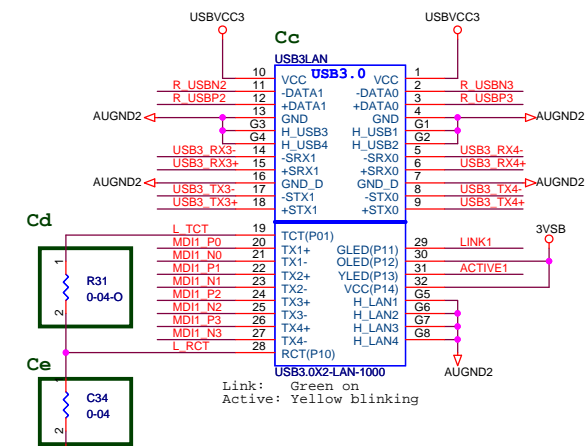 USBVCC3 USBVCC3
Cc
USB3LAN
USB3.0
10 VCC VCC 1
R_USBN2 11 -DATA1 -DATA0 2 R_USBN3
R_USBP2 12 +DATA1 +DATA0 3 R_USBP3
AUGND2 13 GND GND 4 AUGND2
G3 H_USB3 H_USB1 G1
G4 H_USB4 H_USB2 G2
USB3_RX3- 14 -SRX1 -SRX0 5 USB3_RX4-
USB3_RX3+ 15 +SRX1 +SRX0 6 USB3_RX4+
AUGND2 16 GND_D GND_D 7 AUGND2
USB3_TX3- 17 -STX1 -STX0 8 USB3_TX4-
USB3_TX3+ 18 +STX1 +STX0 9 USB3_TX4+
Cd
L_TCT 19 TCT(P01) 3VSB
MDI1_P0 20 TX1+ GLED(P11) 29 LINK1
MDI1_N0 21 TX1- OLED(P12) 30
MDI1_P1 22 TX2+ YLED(P13) 31 ACTIVE1
MDI1_N1 23 TX2- VCC(P14) 32
MDI1_P2 24 TX3+ H_LAN1 G5
MDI1_N2 25 TX3- H_LAN2 G6
MDI1_P3 26 TX4+ H_LAN3 G7
MDI1_N3 27 TX4- H_LAN4 G8
L_RCT 28 RCT(P10)
1
R31
0-04-O
2
USB3.0X2-LAN-1000 AUGND2
Link: Green on
Active: Yellow blinking
Ce
1
C34
0-04
2